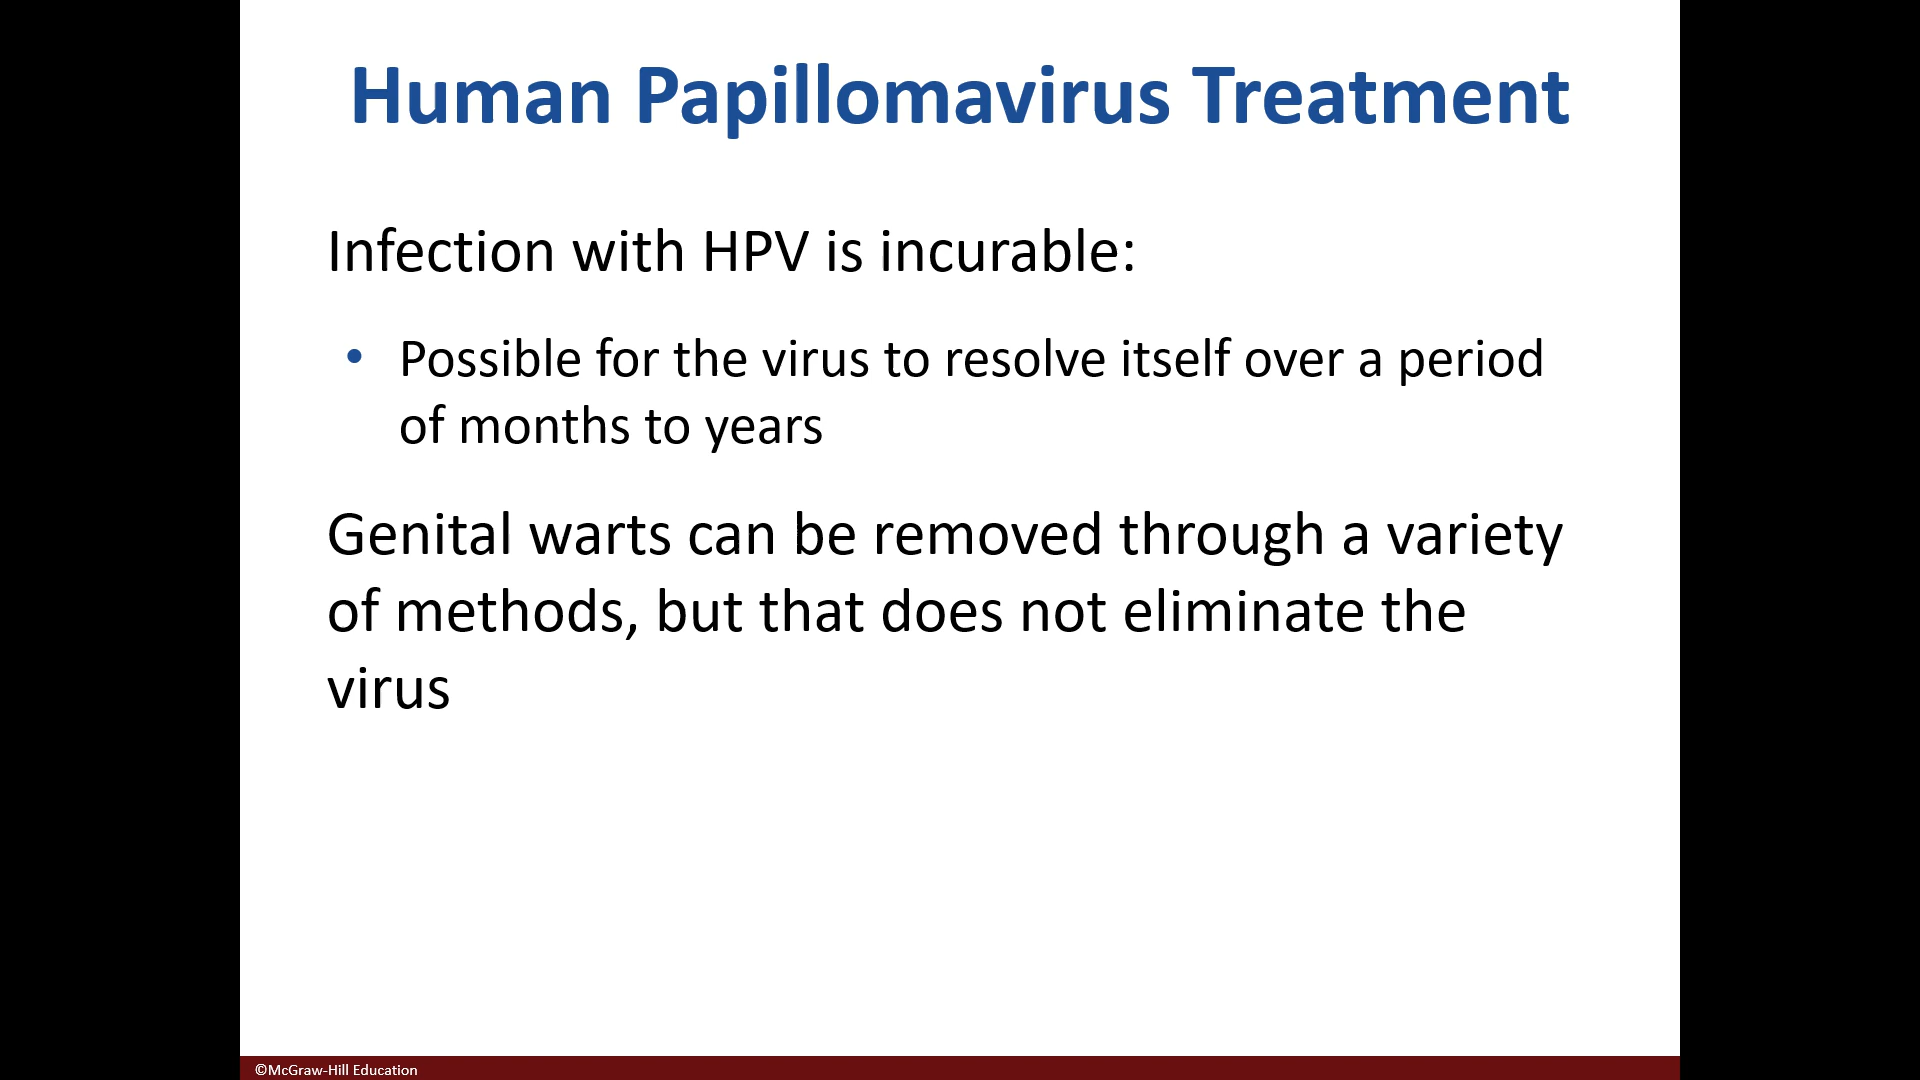 Human Papillomavirus Treatment
Infection with HPV is incurable:
• Possible for the virus to resolve itself over a period
of months to years
Genital warts can be removed through a variety
of methods, but that does not eliminate the
virus
©McGraw-Hill Education